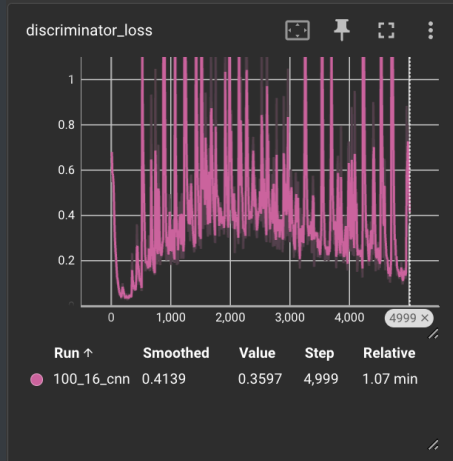 discriminator_loss
1
0.8
0.6
0.4
0.2
0 1,000 2,000 3,000 4,000 4999 ×
Run ↑ Smoothed Value Step Relative
100_16_cnn 0.4139 0.3597 4,999 1.07 min